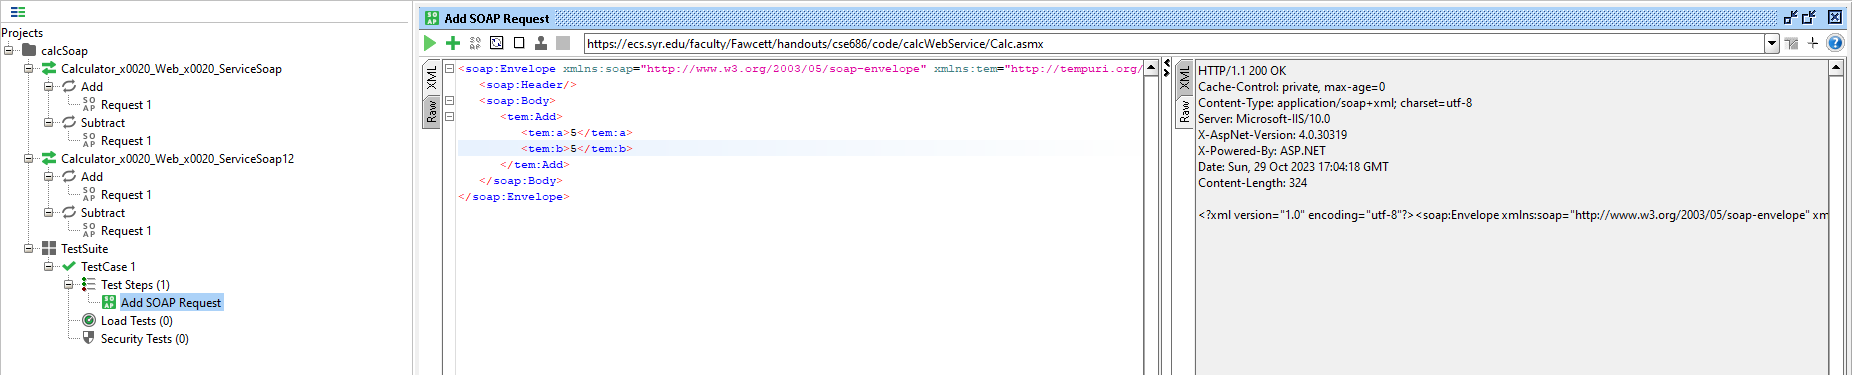 Projects
calcSoap
Calculator_x0020_Web_x0020_ServiceSoap
Add
Request 1
Subtract
Request 1
Calculator_x0020_Web_x0020_ServiceSoap12
Add
Request 1
Subtract
Request 1
TestSuite
TestCase 1
Test Steps (1)
Add SOAP Request
Load Tests (0)
Security Tests (0)
Add SOAP Request
https://ecs.syr.edu/faculty/Fawcett/handouts/cse686/code/calcWebService/Calc.asmx
XML
Raw
<soap:Envelope xmlns:soap="http://www.w3.org/2003/05/soap-envelope" xmlns:tem="http://tempuri.org/
<soap:Header/>
<soap:Body>
<tem:Add>
<tem:a>5</tem:a>
<tem:b>5</tem:b>
</tem:Add>
</soap:Body>
</soap:Envelope>
XML
Raw
HTTP/1.1 200 OK
Cache-Control: private, max-age=0
Content-Type: application/soap+xml; charset=utf-8
Server: Microsoft-IIS/10.0
X-AspNet-Version: 4.0.30319
X-Powered-By: ASP.NET
Date: Sun, 29 Oct 2023 17:04:18 GMT
Content-Length: 324
<?xml version="1.0" encoding="utf-8"?><soap:Envelope xmlns:soap="http://www.w3.org/2003/05/soap-envelope" xm